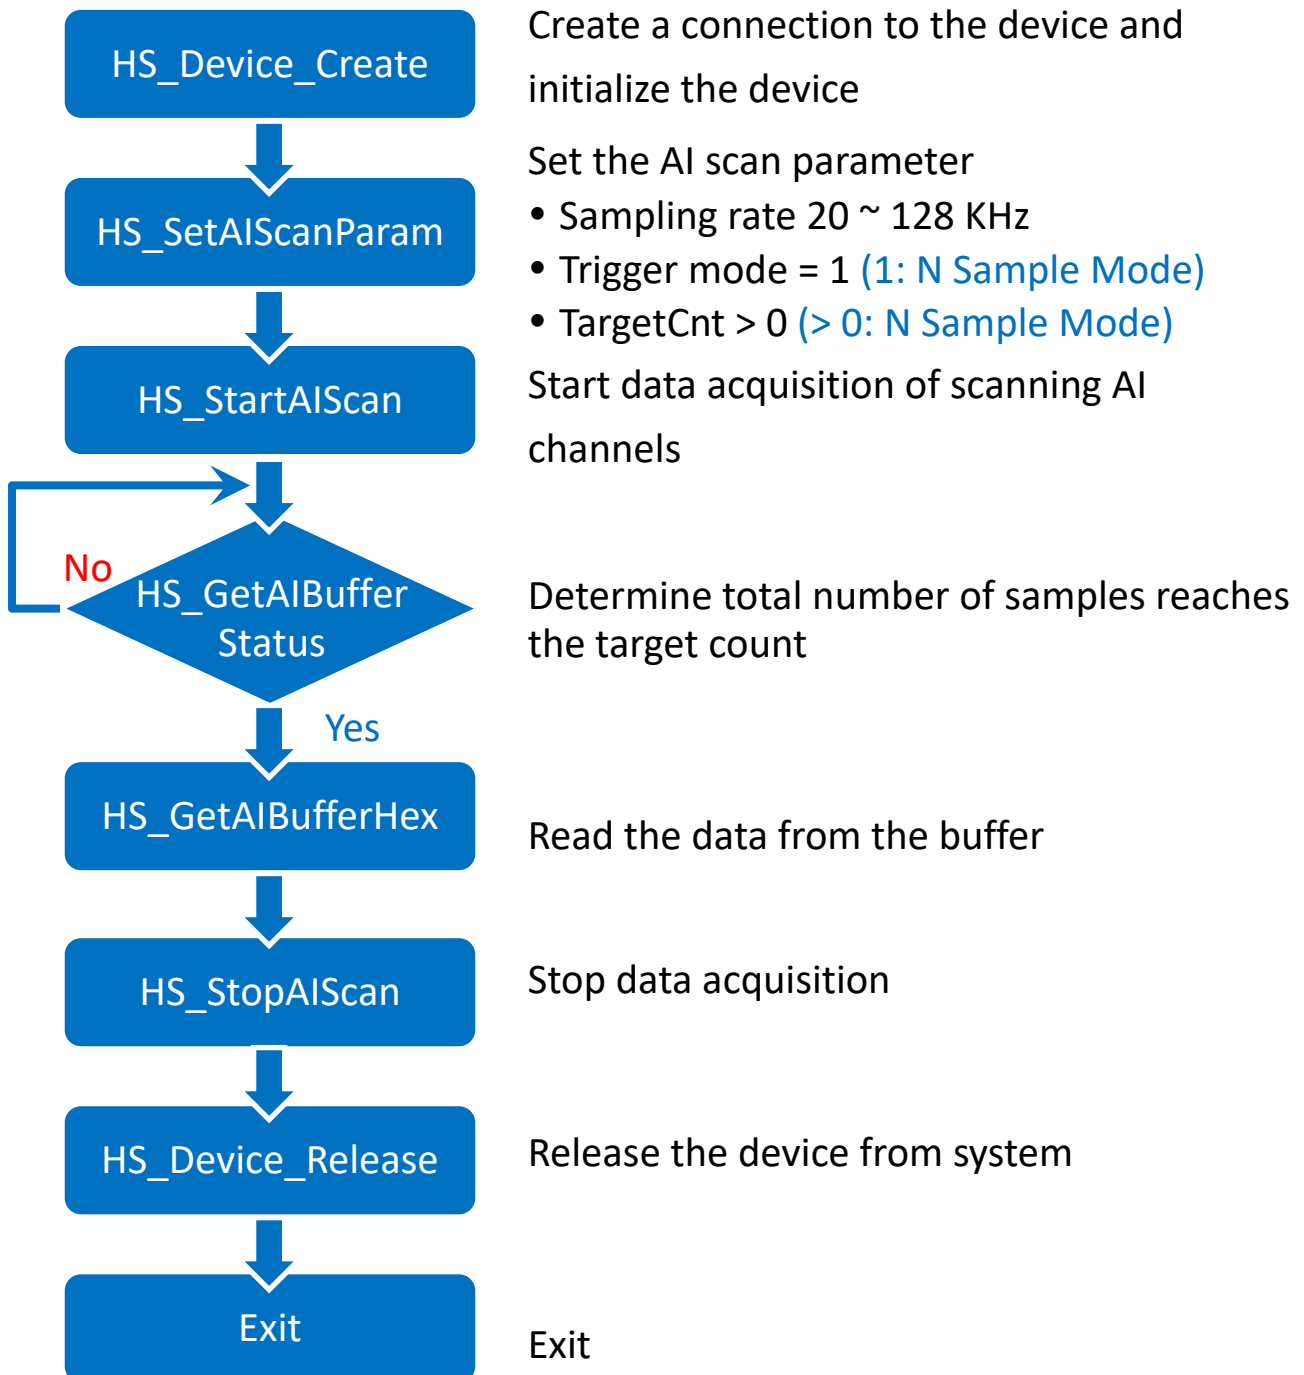 HS_Device_Create
Create a connection to the device and
initialize the device
HS_SetAIScanParam
Set the AI scan parameter
• Sampling rate 20 ~ 128 KHz
• Trigger mode = 1 (1: N Sample Mode)
• TargetCnt > 0 (> 0: N Sample Mode)
HS_StartAIScan
Start data acquisition of scanning AI
channels
No
HS_GetAIBuffer
Status
Determine total number of samples reaches
the target count
Yes
HS_GetAIBufferHex
Read the data from the buffer
HS_StopAIScan
Stop data acquisition
HS_Device_Release
Release the device from system
Exit
Exit